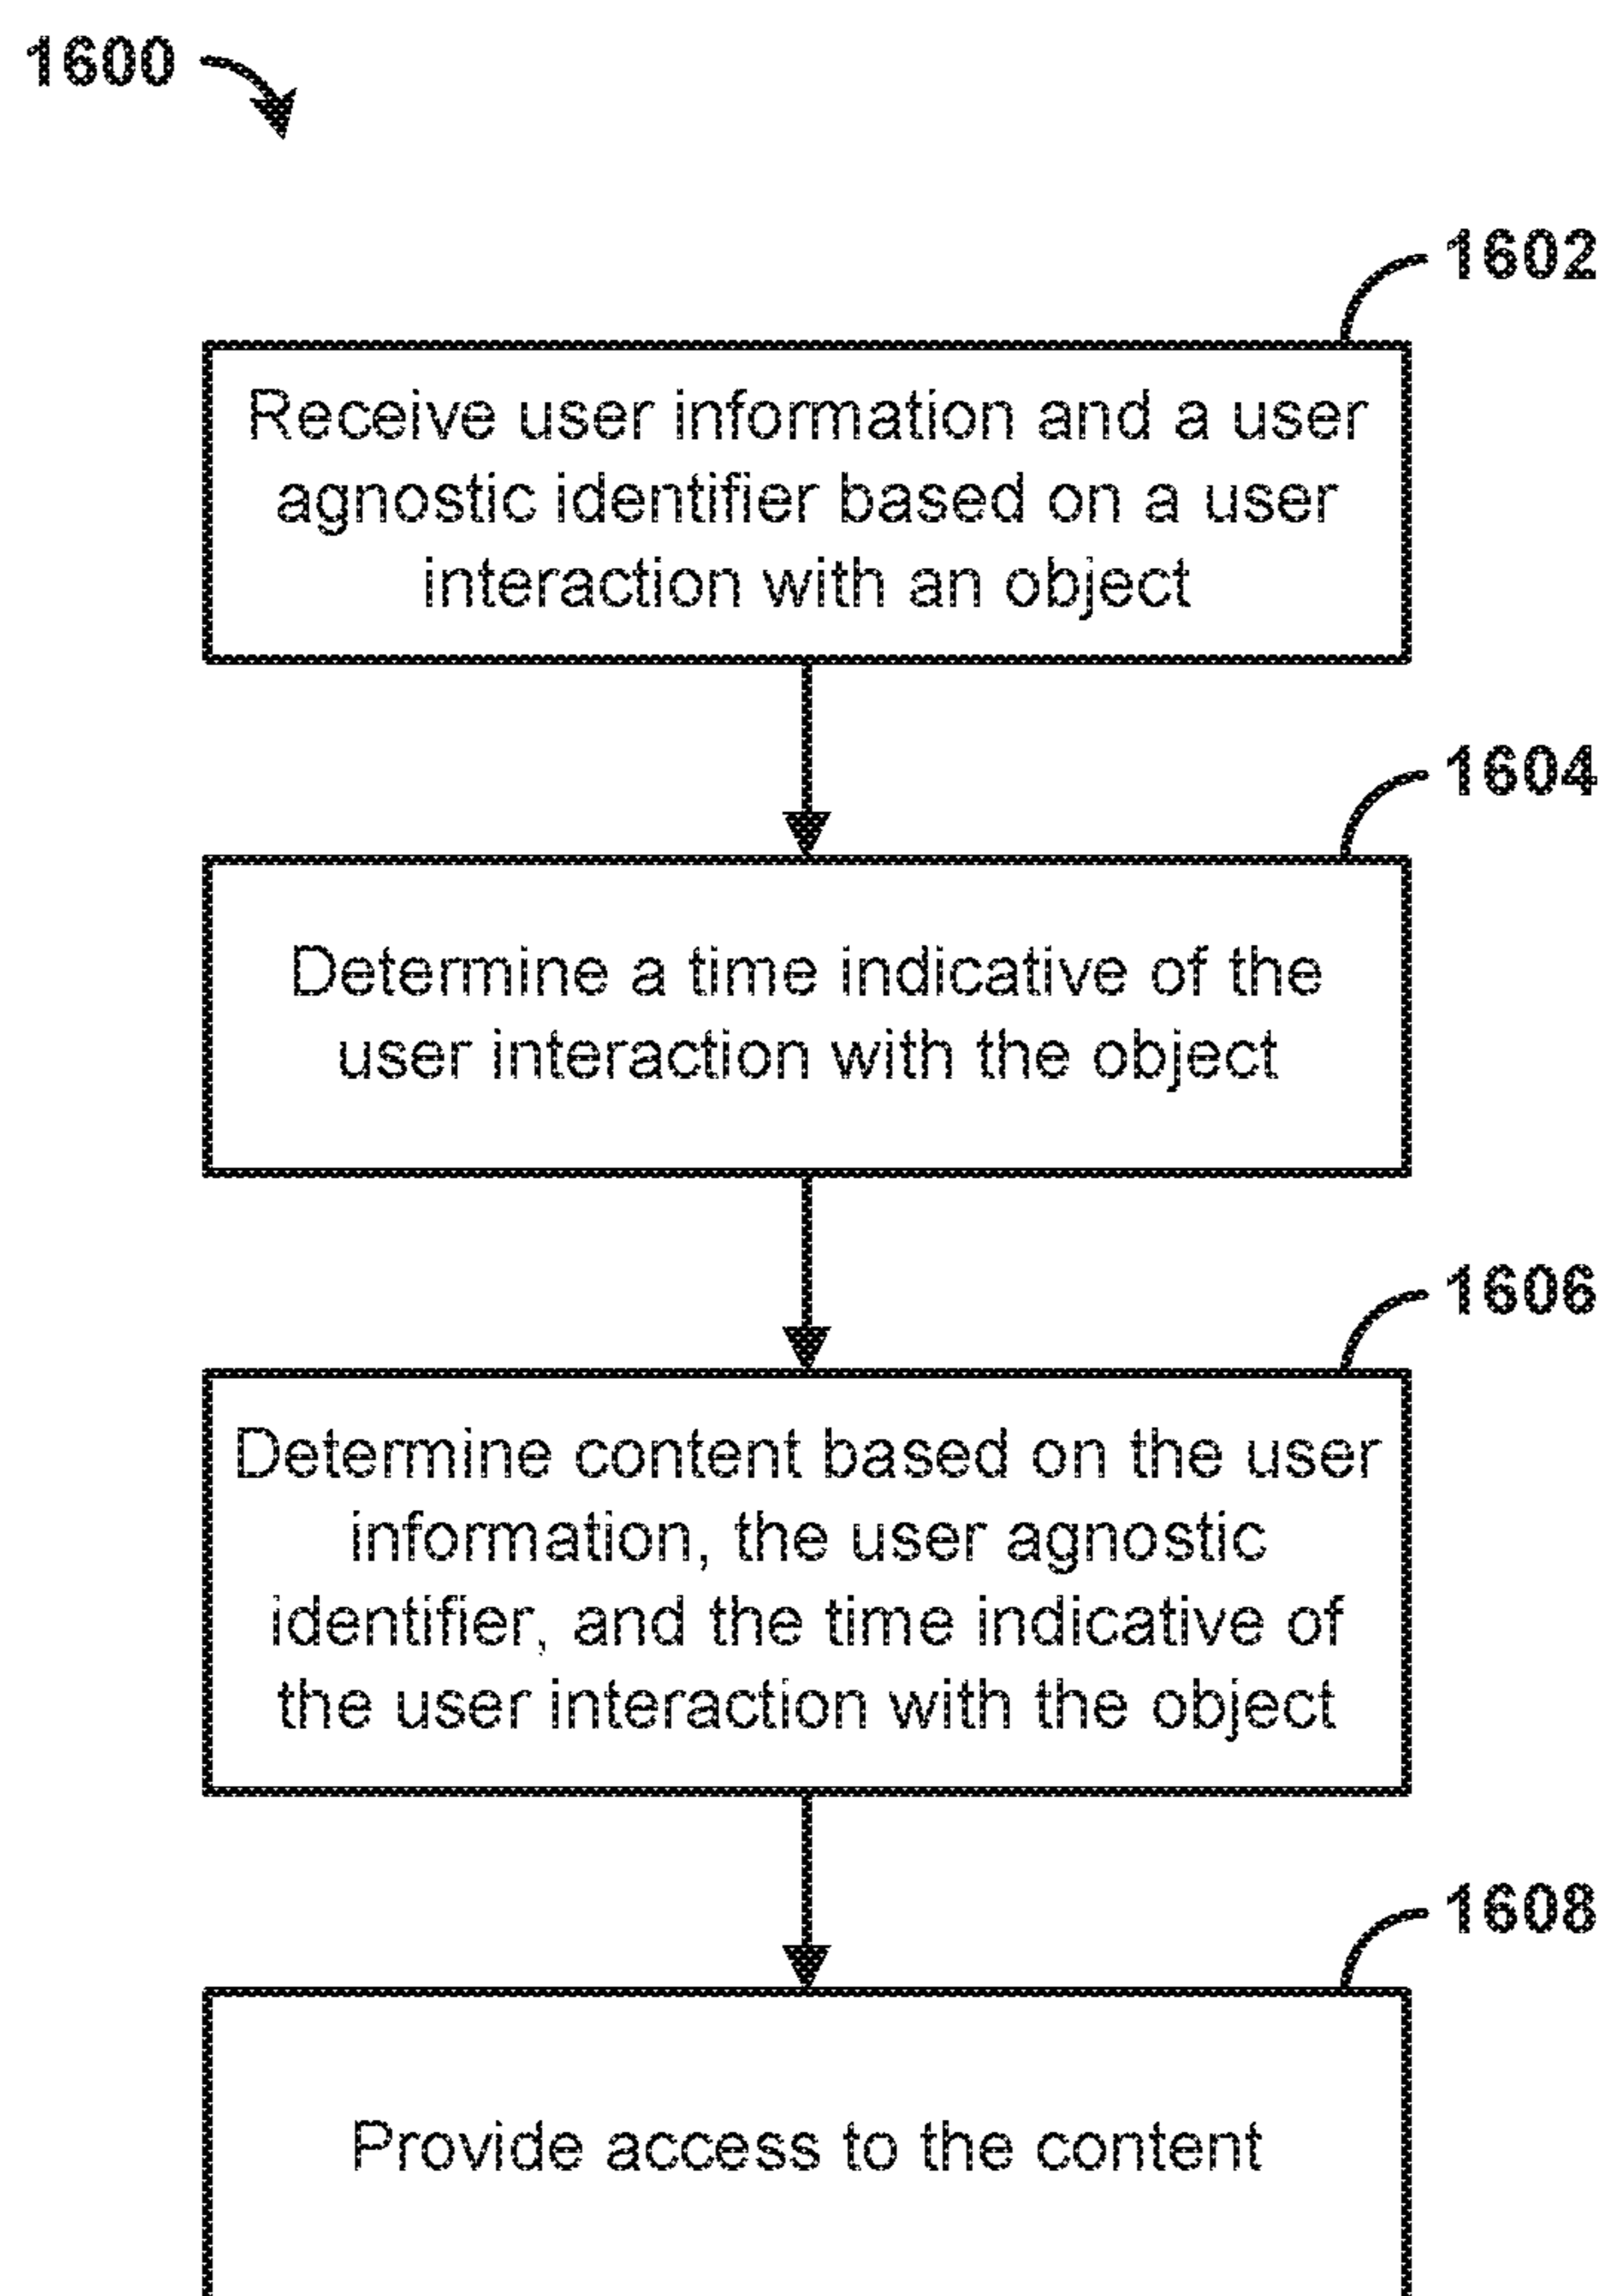 1600
1602
Receive user information and a user
agnostic identifier based on a user
interaction with an object
1604
Determine a time indicative of the
user interaction with the object
1606
Determine content based on the user
information, the user agnostic
identifier, and the time indicative of
the user interaction with the object
1608
Provide access to the content